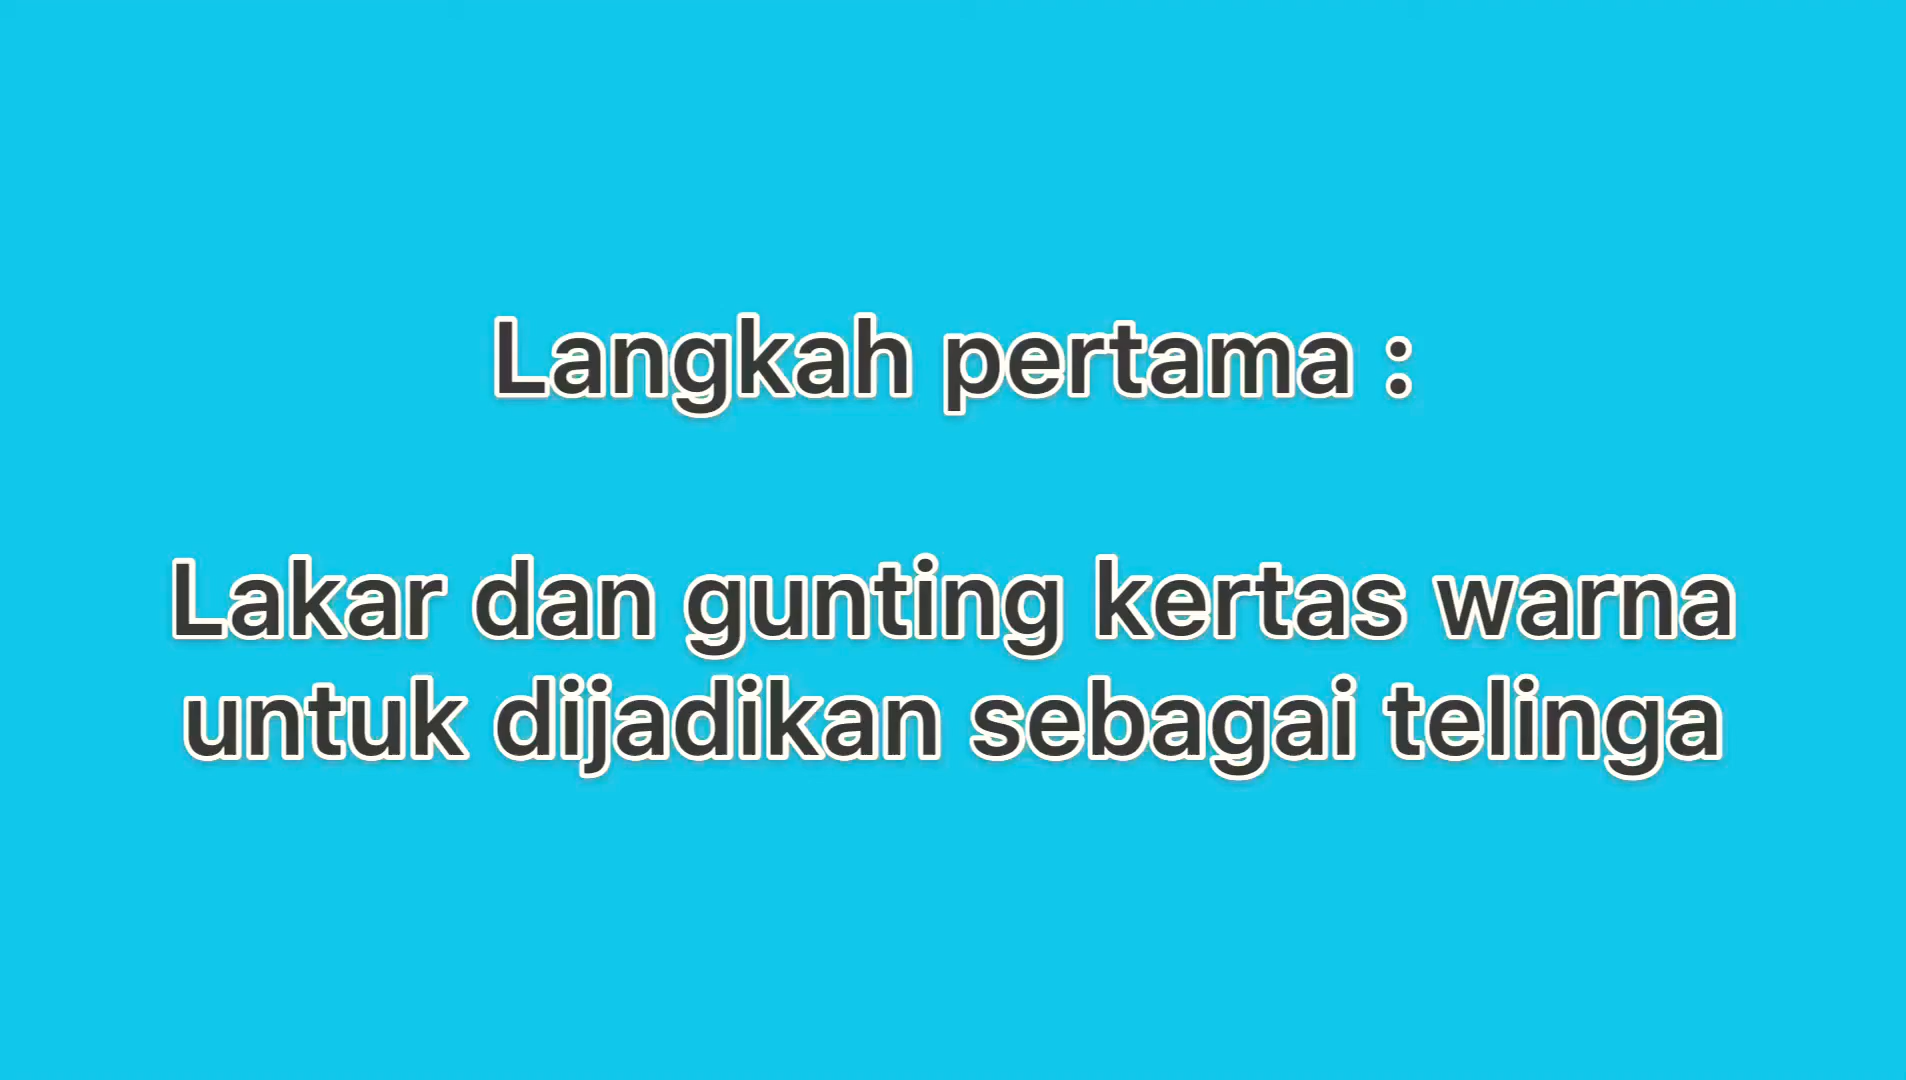 Langkah pertama :
Lakar dan gunting kertas warna
untuk dijadikan sebagai telinga